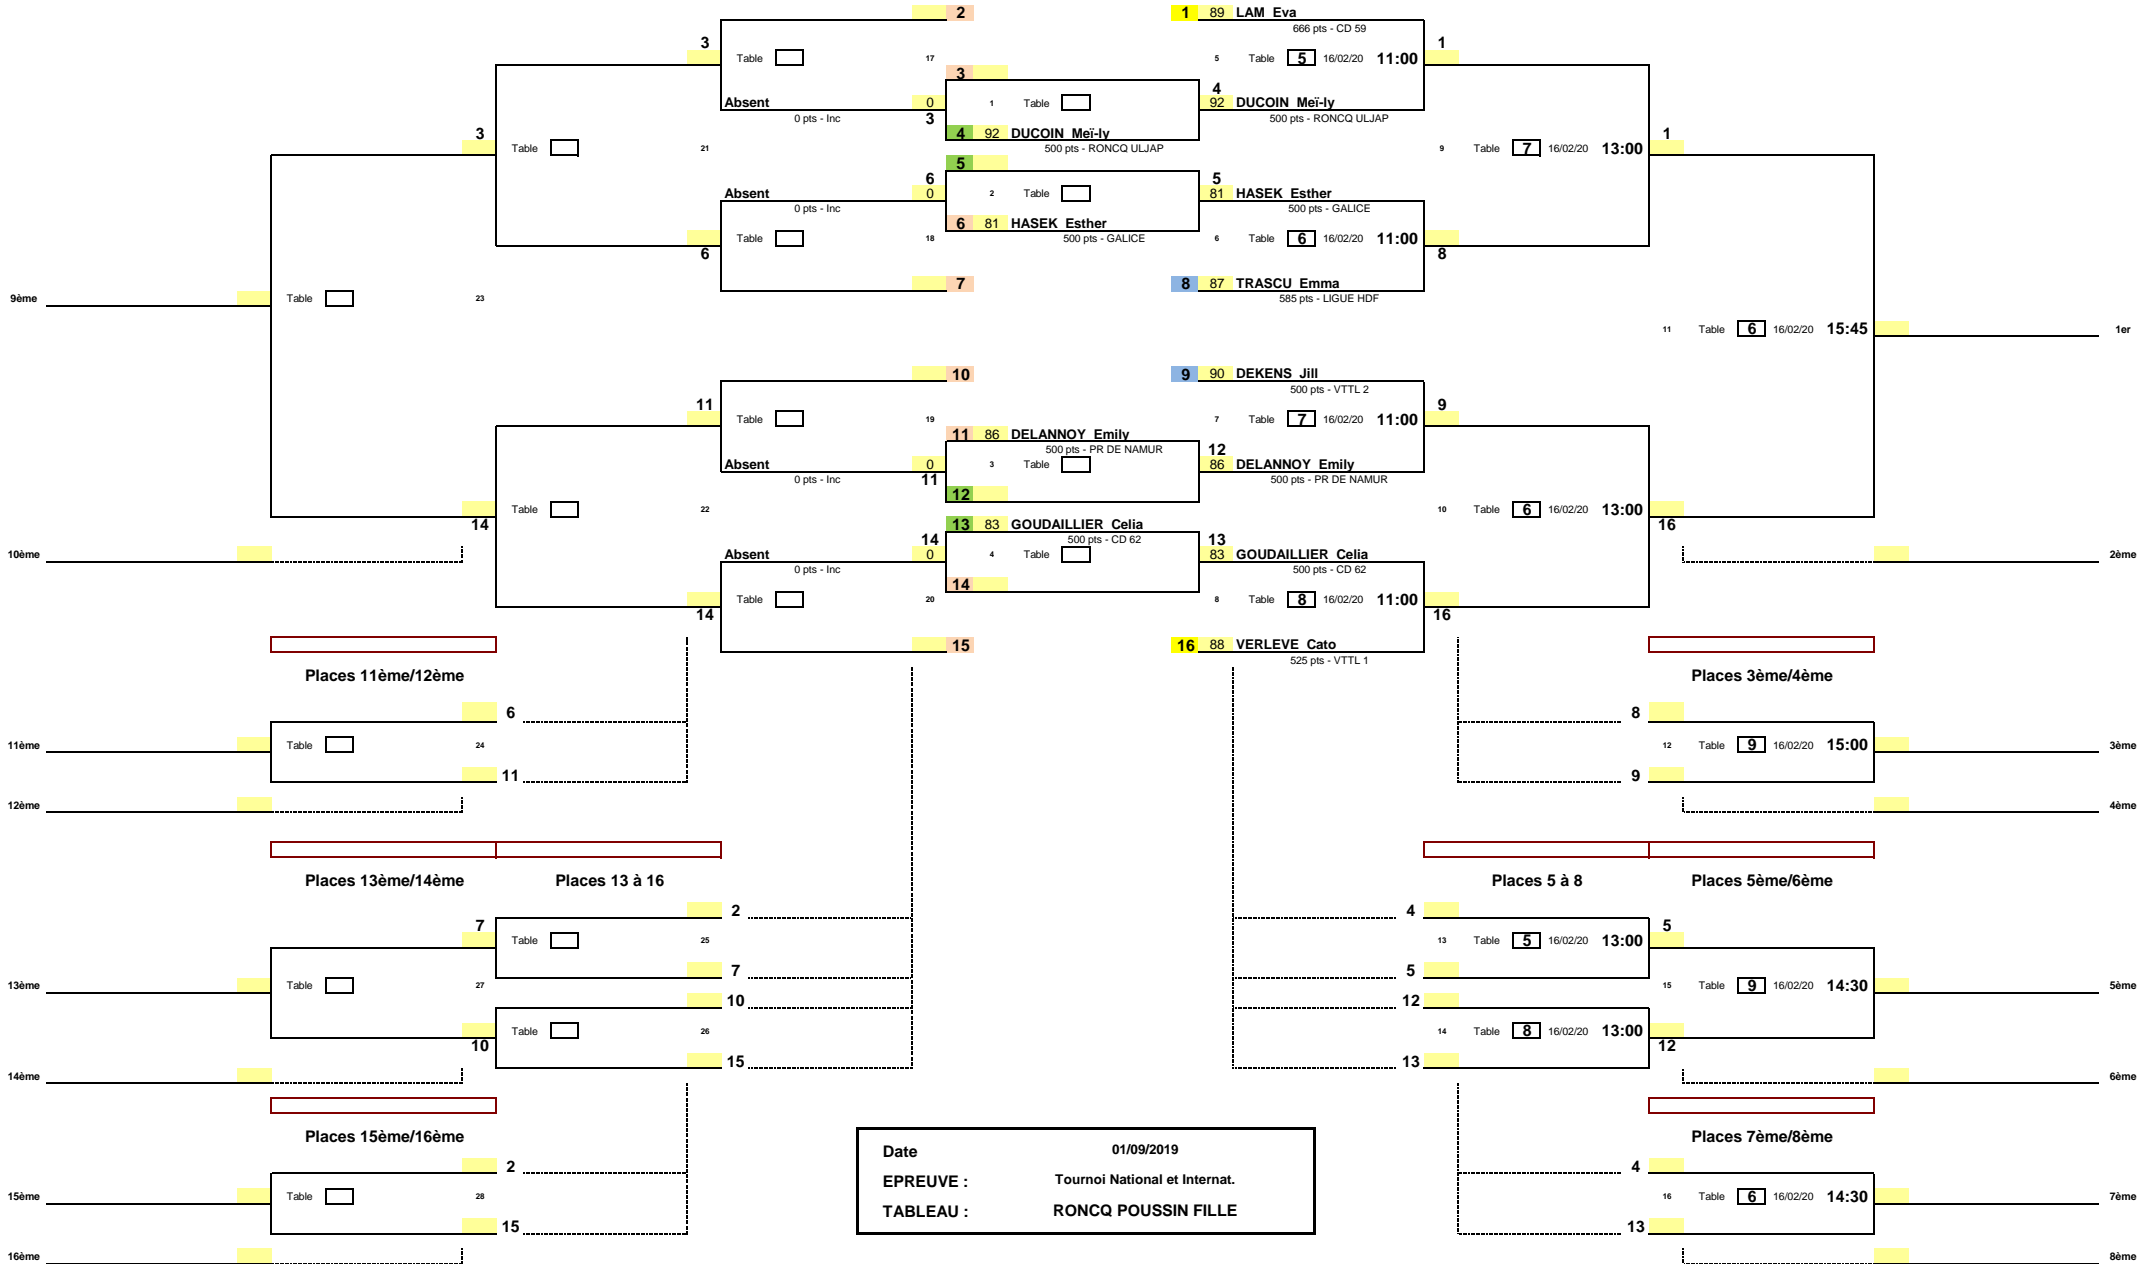 2 1 89 LAM Eva
666 pts - CD 59
3 1
Table 17 5 Table 5 16/02/20 11:00
3
4
Absent 0 1 Table 92 DUCOIN Meï-ly
0 pts - Inc 3 500 pts - RONCQ ULJAP
3 4 92 DUCOIN Meï-ly 1
Table 21 500 pts - RONCQ ULJAP 9 Table 7 16/02/20 13:00
5
6 5
Absent 0 2 Table 81 HASEK Esther
0 pts - Inc 500 pts - GALICE
6 81 HASEK Esther
Table 18 500 pts - GALICE 6 Table 6 16/02/20 11:00
6 8
7 8 87 TRASCU Emma
9ème Table 23 585 pts - LIGUE HDF
11 Table 6 16/02/20 15:45 1er
10 9 90 DEKENS Jill
500 pts - VTTL 2
11 9
Table 19 7 Table 7 16/02/20 11:00
11 86 DELANNOY Emily
500 pts - PR DE NAMUR 12
Absent 0 3 Table 86 DELANNOY Emily
0 pts - Inc 11 500 pts - PR DE NAMUR
12
Table 22 10 Table 6 16/02/20 13:00
14 13 83 GOUDAILLIER Celia 16
14 500 pts - CD 62 13
10ème Absent 0 4 Table 83 GOUDAILLIER Celia 2ème
0 pts - Inc 500 pts - CD 62
14
Table 20 8 Table 8 16/02/20 11:00
14 16
15 16 88 VERLEVE Cato
525 pts - VTTL 1
Places 11ème/12ème Places 3ème/4ème
6 8
11ème Table 24 12 Table 9 16/02/20 15:00 3ème
11 9
12ème 4ème
Places 13ème/14ème Places 13 à 16 Places 5 à 8 Places 5ème/6ème
2 4
7 5
Table 25 13 Table 5 16/02/20 13:00
7 5
13ème Table 27 15 Table 9 16/02/20 14:30 5ème
10 12
Table 26 14 Table 8 16/02/20 13:00
10 12
15 13
14ème 6ème
Places 15ème/16ème Places 7ème/8ème
Date 01/09/2019
2 4
EPREUVE : Tournoi National et Internat.
15ème Table 28 16 Table 6 16/02/20 14:30 7ème
TABLEAU : RONCQ POUSSIN FILLE
15 13
16ème 8ème